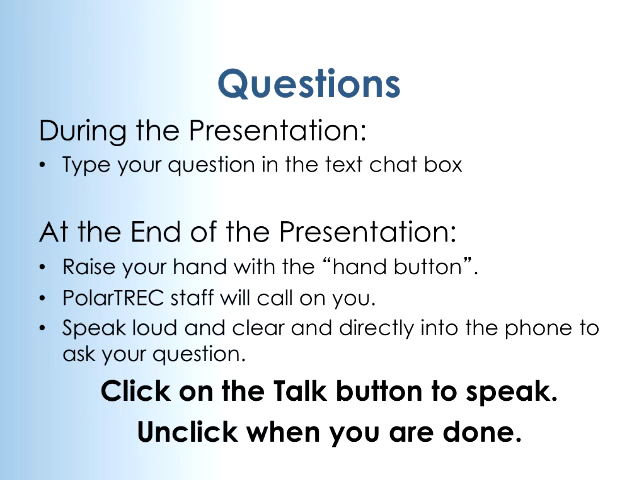 Questions
During the Presentation:
• Type your question in the text chat box
At the End of the Presentation:
• Raise your hand with the “hand button”.
• PolarTREC staff will call on you.
• Speak loud and clear and directly into the phone to
ask your question.
Click on the Talk button to speak.
Unclick when you are done.